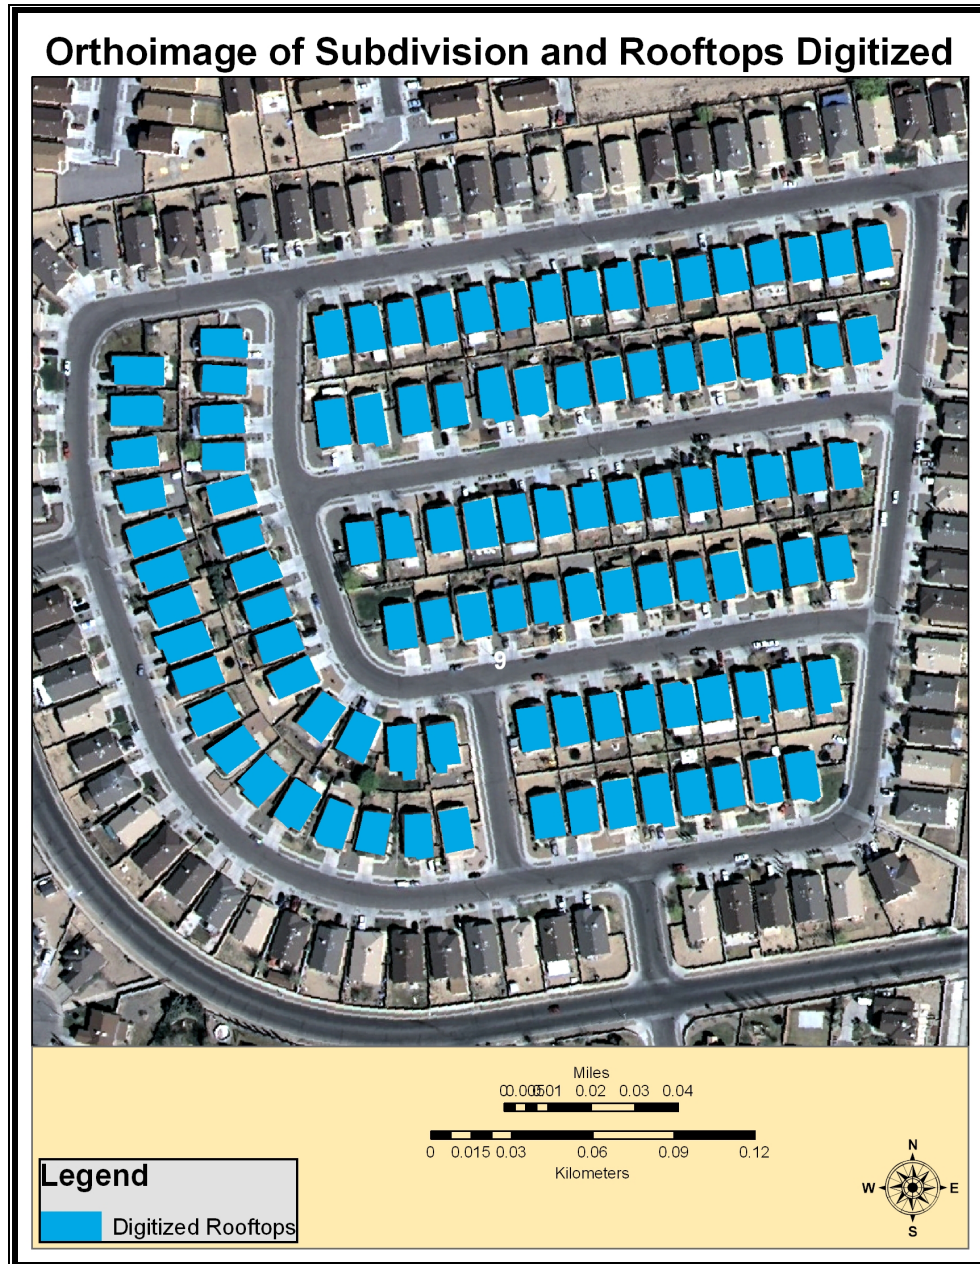 Orthoimage of Subdivision and Rooftops Digitized
9
Miles
0.02 0.03 0.04
0 0.015 0.03 0.06 0.09 0.12
Kilometers
N
W E
S
Legend
Digitized Rooftops